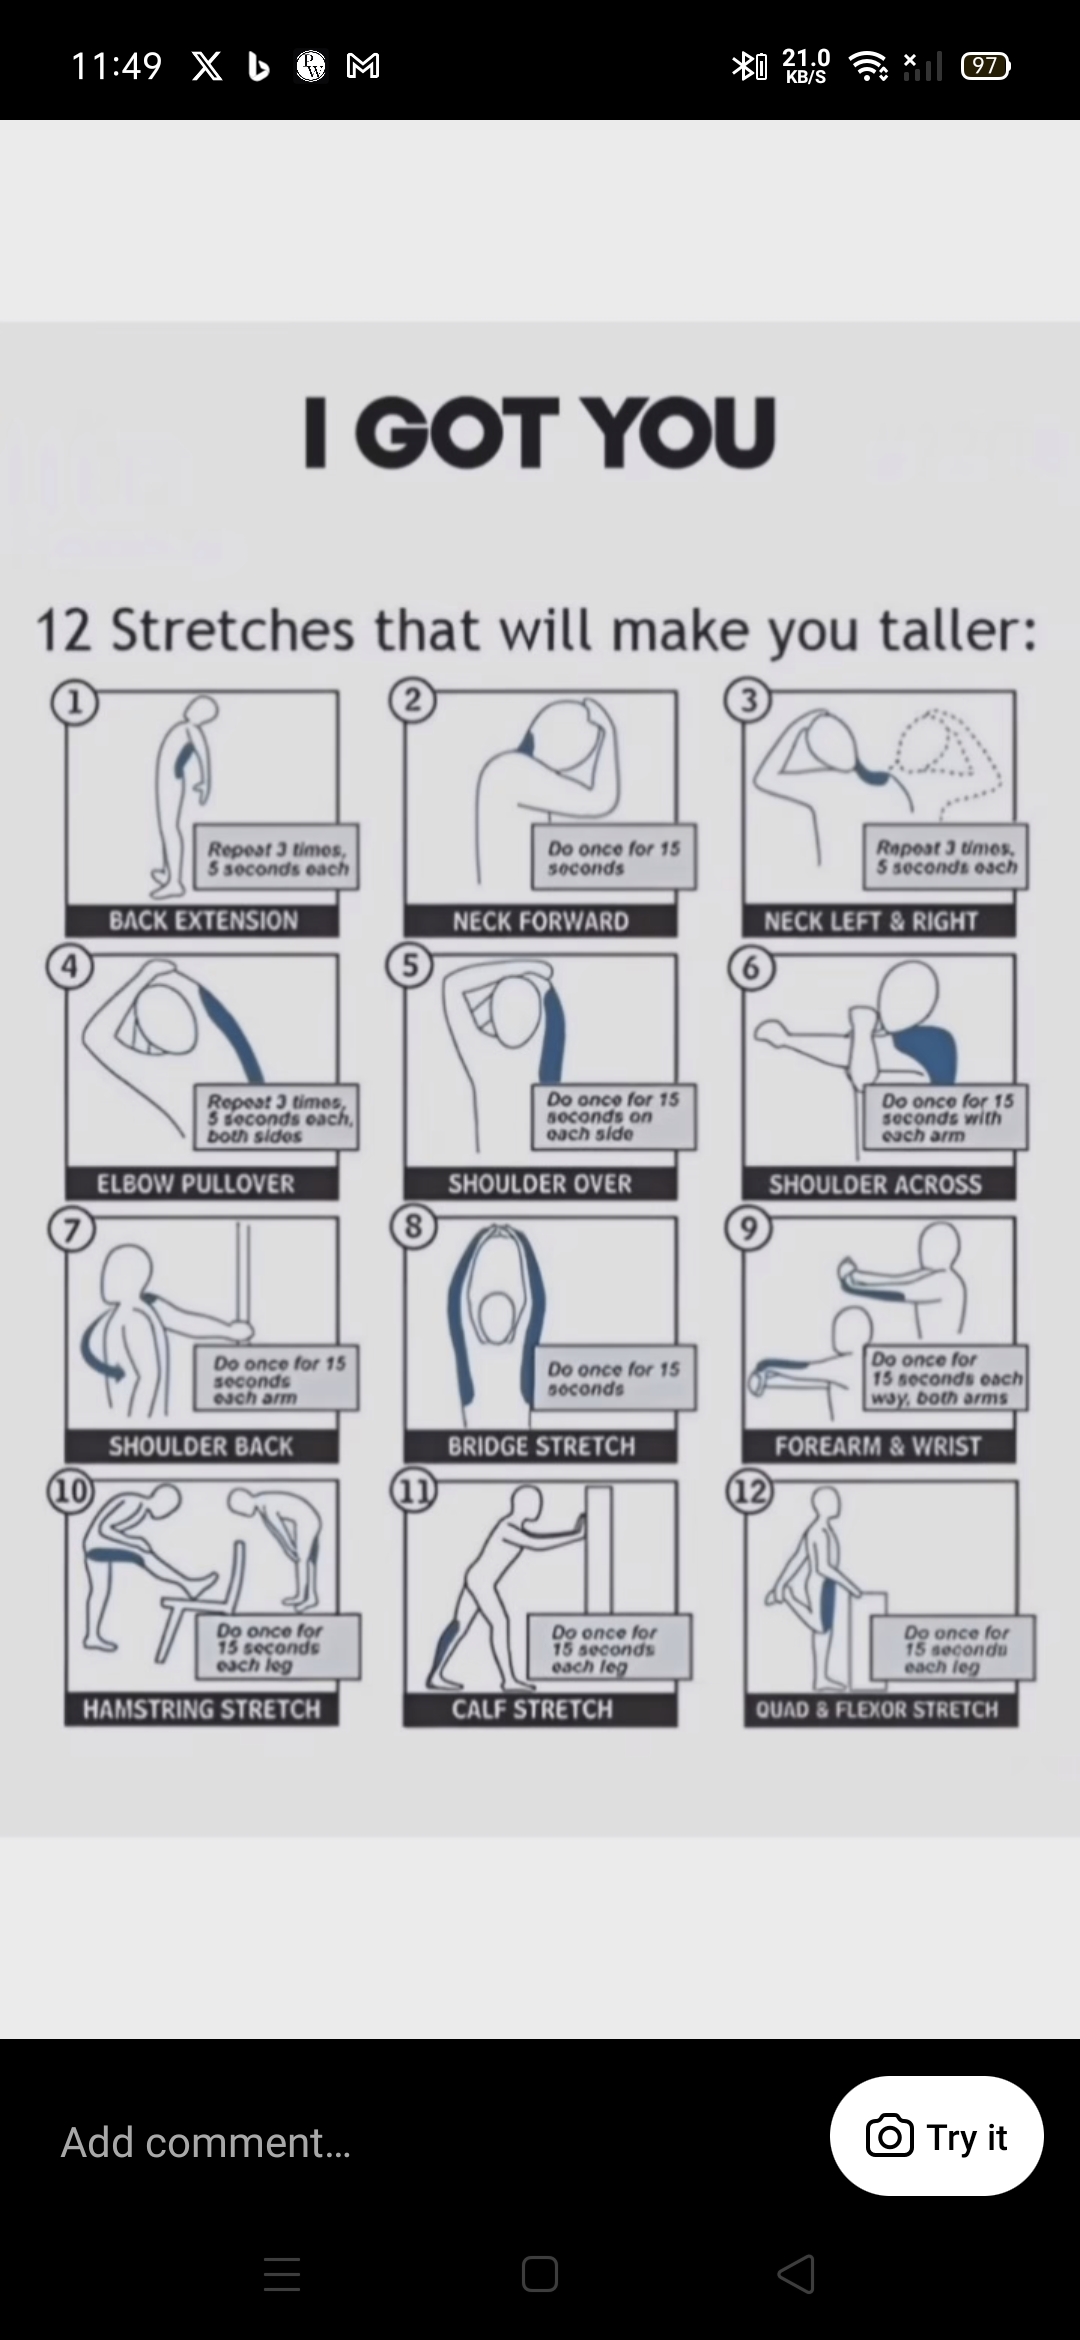 11:49
21.0
KB/S
97
I GOT YOU
12 Stretches that will make you taller:
1
Repeat 3 times,
5 seconds each
BACK EXTENSION
2
Do once for 15
seconds
NECK FORWARD
3
Repeat 3 times,
5 seconds each
NECK LEFT & RIGHT
4
Repeat 3 times,
5 seconds each,
both sides
ELBOW PULLOVER
5
Do once for 15
seconds on
each side
SHOULDER OVER
6
Do once for 15
seconds with
each arm
SHOULDER ACROSS
7
Do once for 15
seconds
each arm
SHOULDER BACK
8
Do once for 15
seconds
BRIDGE STRETCH
9
Do once for
15 seconds each
way, both arms
FOREARM & WRIST
10
Do once for
15 seconds
each leg
HAMSTRING STRETCH
11
Do once for
15 seconds
each leg
CALF STRETCH
12
Do once for
15 seconds
each leg
QUAD & FLEXOR STRETCH
Add comment...
Try it